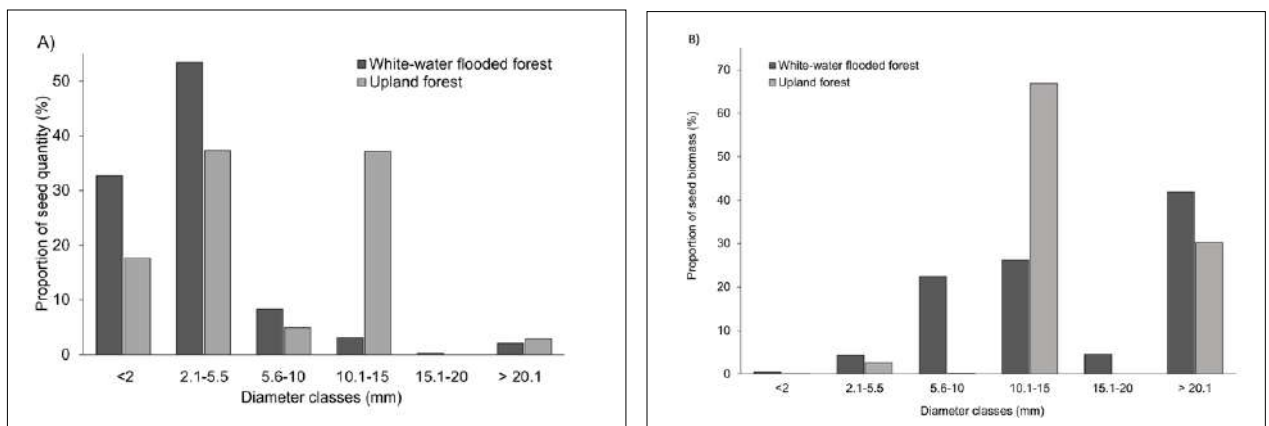 A)
White-water flooded forest
Upland forest
Proportion of seed quantity (%)
50
40
30
20
10
0
<2 2.1-5.5 5.6-10 10.1-15 15.1-20 > 20.1
Diameter classes (mm)
B)
White-water flooded forest
Upland forest
Proportion of seed biomass (%)
70
60
50
40
30
20
10
0
<2 2.1-5.5 5.6-10 10.1-15 15.1-20 > 20.1
Diameter classes (mm)